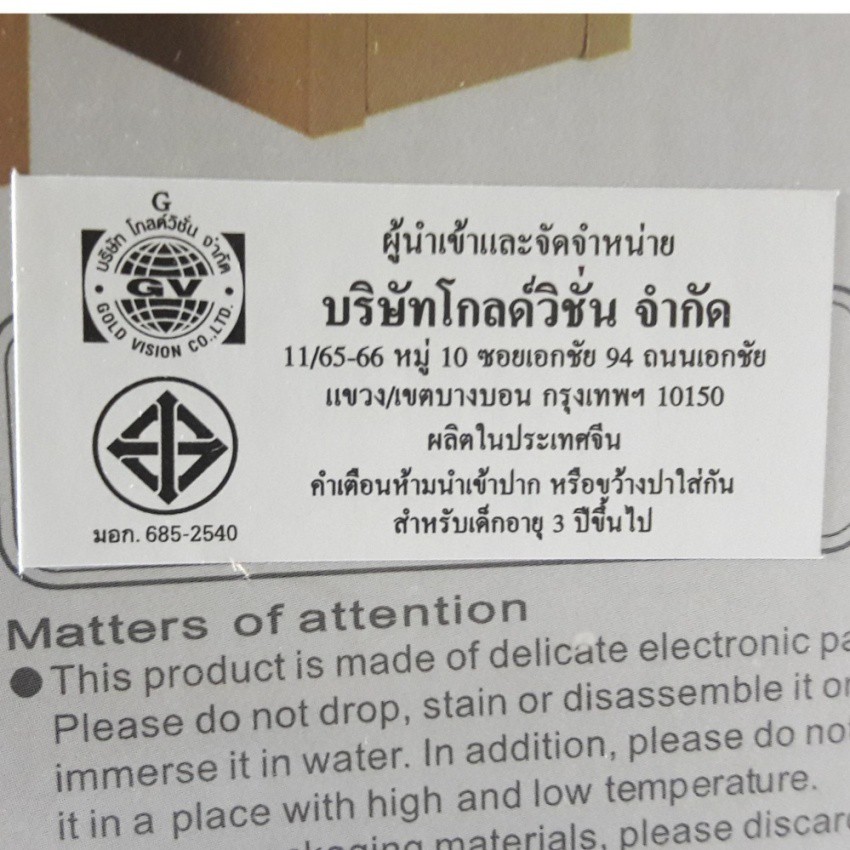 G
บริษัท โกลด์วิชั่น จำกัด
GV
GOLD VISION CO.,LTD.
มอก. 685-2540
ผู้นำเข้าและจัดจำหน่าย
บริษัทโกลด์วิชั่น จำกัด
11/65-66 หมู่ 10 ซอยเอกชัย 94 ถนนเอกชัย
แขวง/เขตบางบอน กรุงเทพฯ 10150
ผลิตในประเทศจีน
คำเตือนห้ามนำเข้าปาก หรือขว้างปาใส่กัน
สำหรับเด็กอายุ 3 ปีขึ้นไป
Matters of attention
● This product is made of delicate electronic pa
Please do not drop, stain or disassemble it or
immerse it in water. In addition, please do not
it in a place with high and low temperature.
materials, please discard